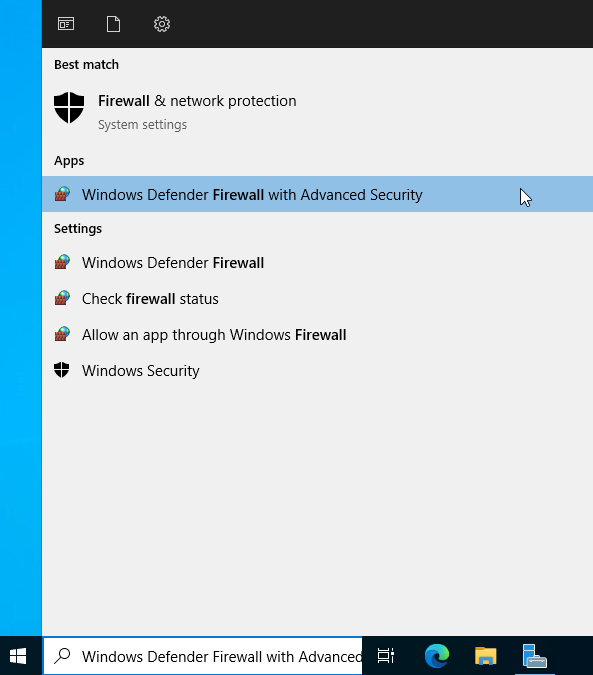 Best match
Firewall & network protection
System settings
Apps
Windows Defender Firewall with Advanced Security
Settings
Windows Defender Firewall
Check firewall status
Allow an app through Windows Firewall
Windows Security
Windows Defender Firewall with Advanced